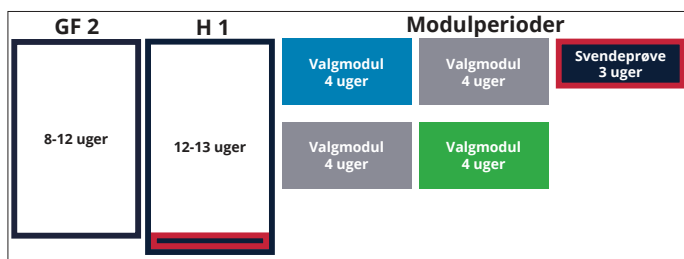 GF 2
H 1
Modulperioder
8-12 uger
12-13 uger
Valgmodul
4 uger
Valgmodul
4 uger
Svendeprøve
3 uger
Valgmodul
4 uger
Valgmodul
4 uger